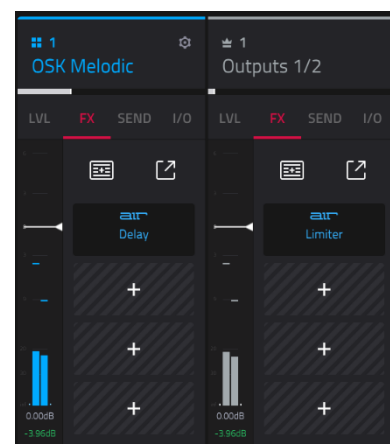 1
OSK Melodic
LVL FX SEND I/O
air
Delay
+
+
+
0.00dB
-3.96dB
1
Outputs 1/2
LVL FX SEND I/O
air
Limiter
+
+
+
0.00dB
-3.96dB